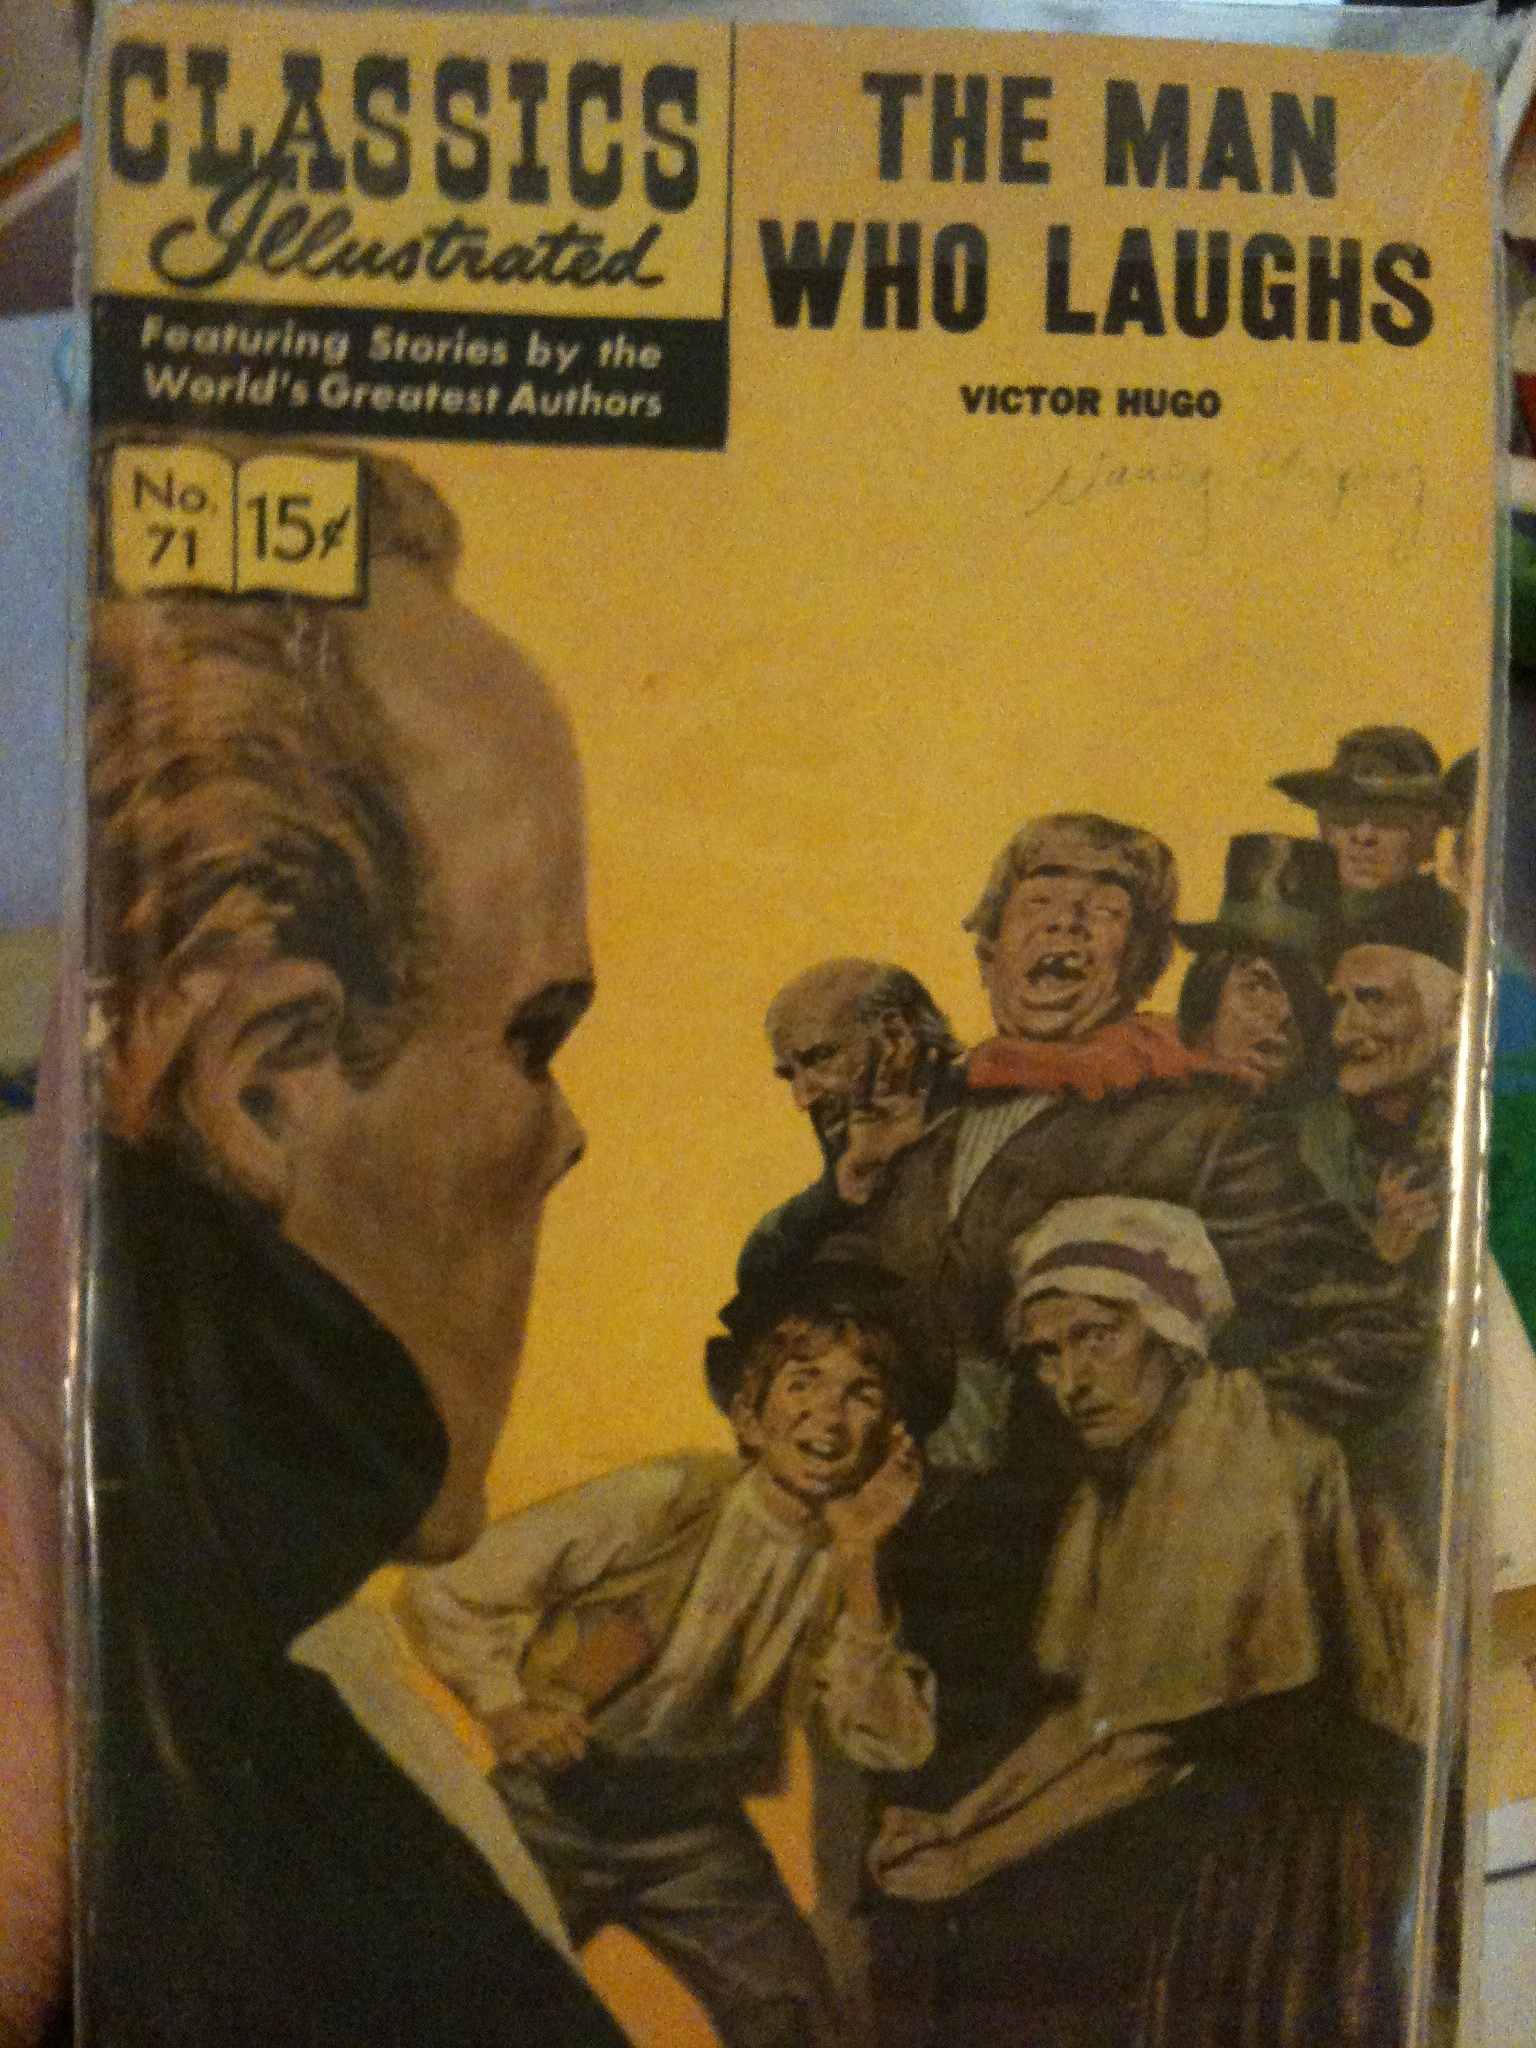 CLASSICS
Illustrated
Featuring Stories by the
World's Greatest Authors
No.
71
15¢
THE MAN
WHO LAUGHS
VICTOR HUGO